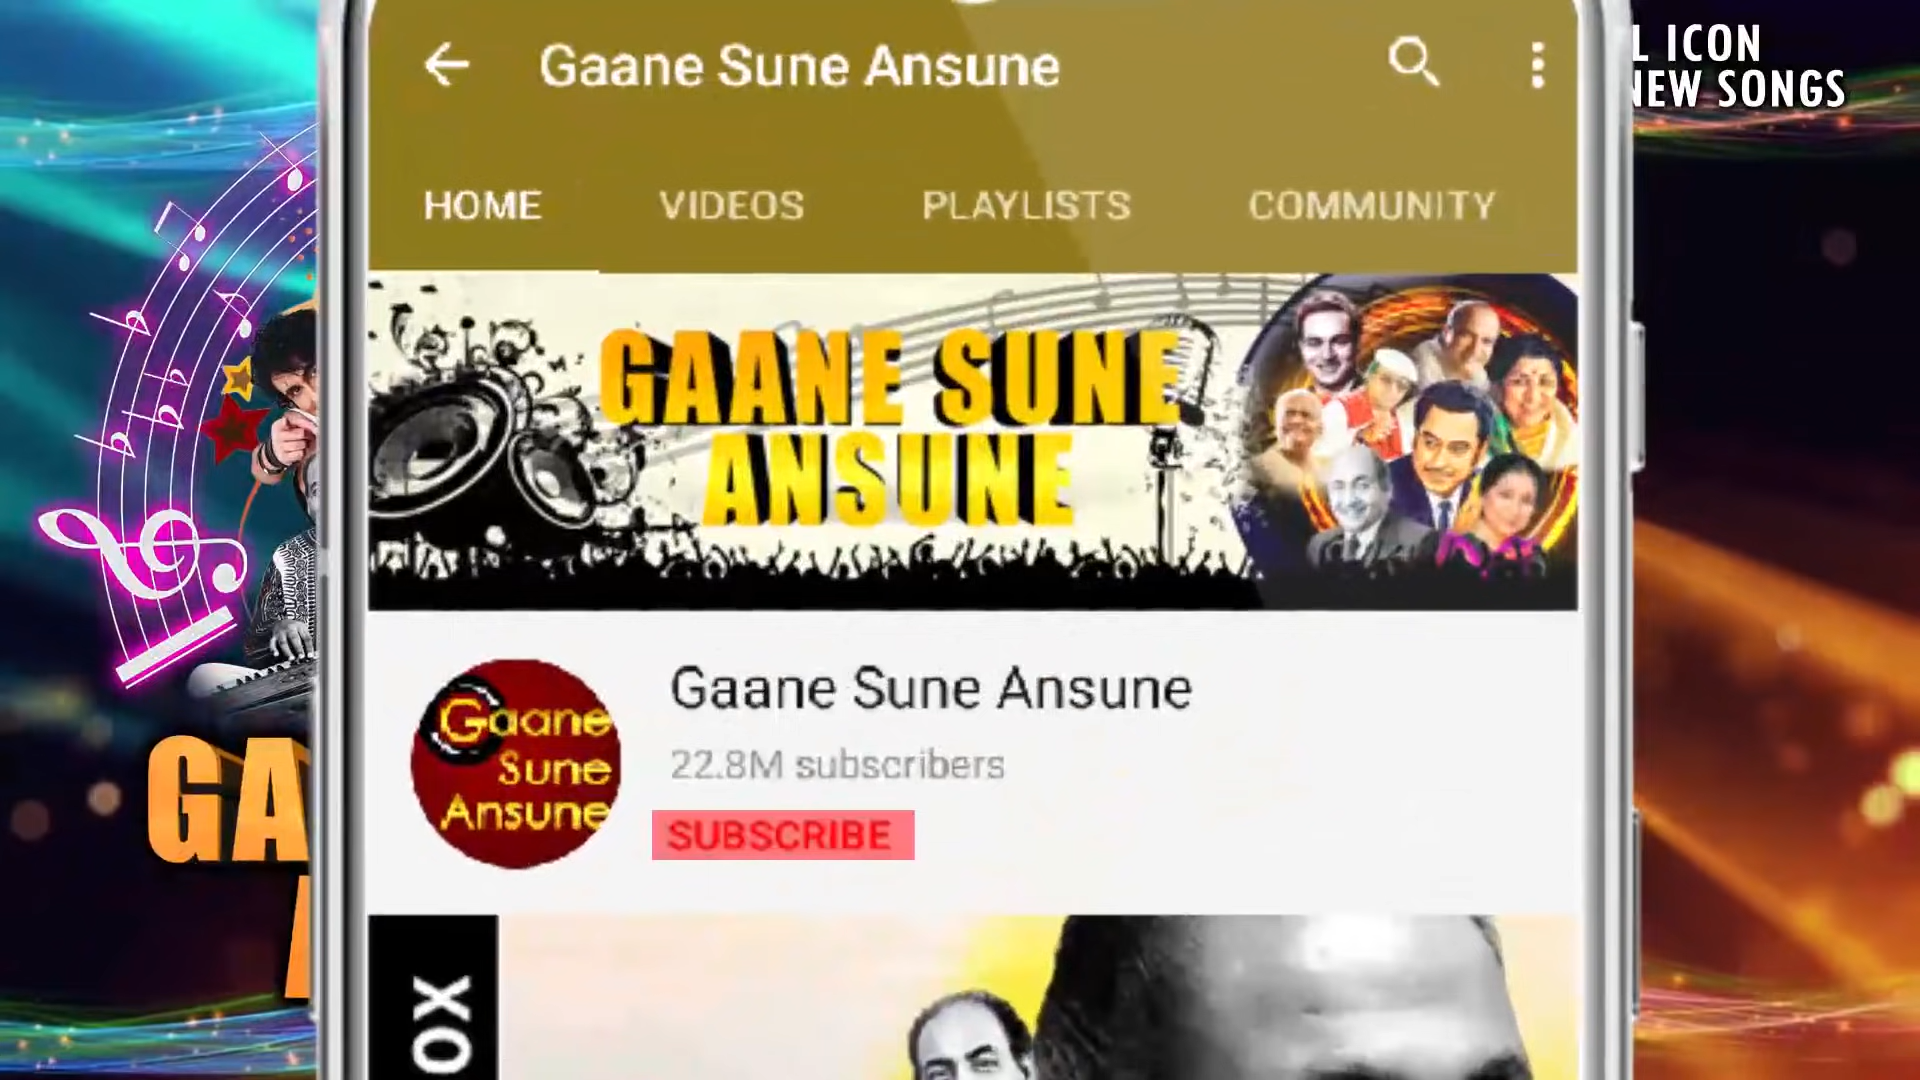 L ICON
NEW SONGS
Gaane Sune Ansune
HOME VIDEOS PLAYLISTS COMMUNITY
GAANE SUNE
ANSUNE
Gaane
Sune
Ansune
Gaane Sune Ansune
22.8M subscribers
SUBSCRIBE
GA
OX